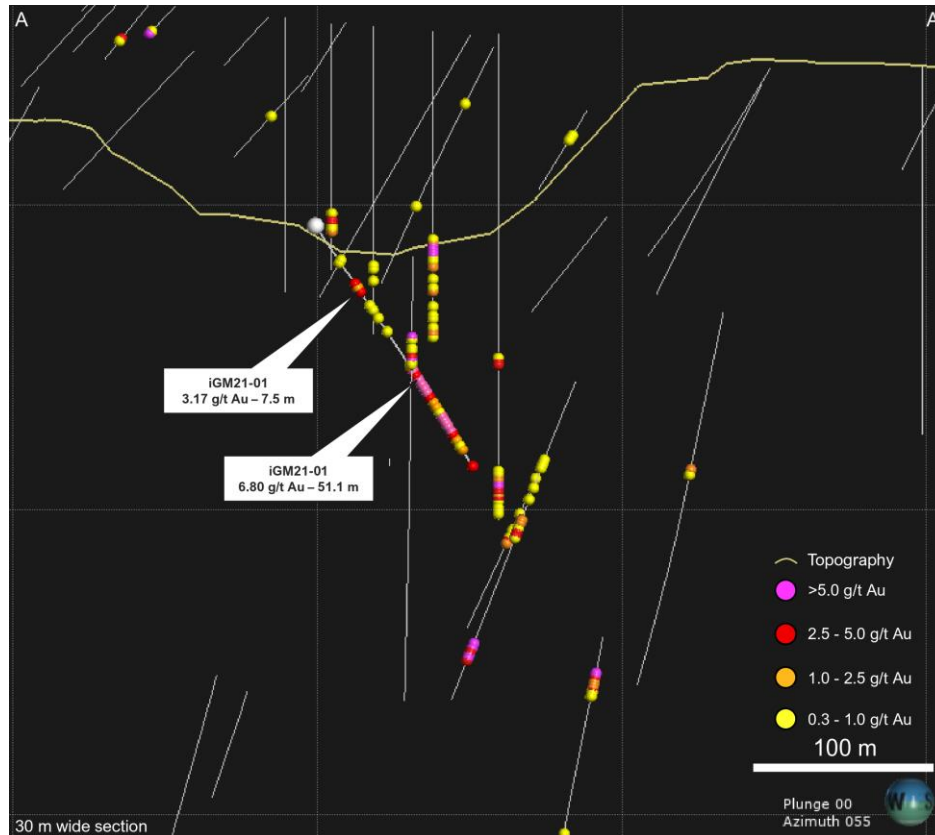 A
A
iGM21-01
3.17 g/t Au – 7.5 m
iGM21-01
6.80 g/t Au – 51.1 m
Topography
>5.0 g/t Au
2.5 - 5.0 g/t Au
1.0 - 2.5 g/t Au
0.3 - 1.0 g/t Au
100 m
Plunge 00
Azimuth 055
W S
30 m wide section